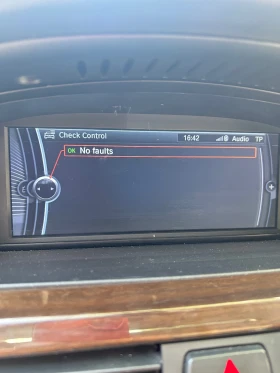 Check Control 16:42 Audio TP
OK No faults